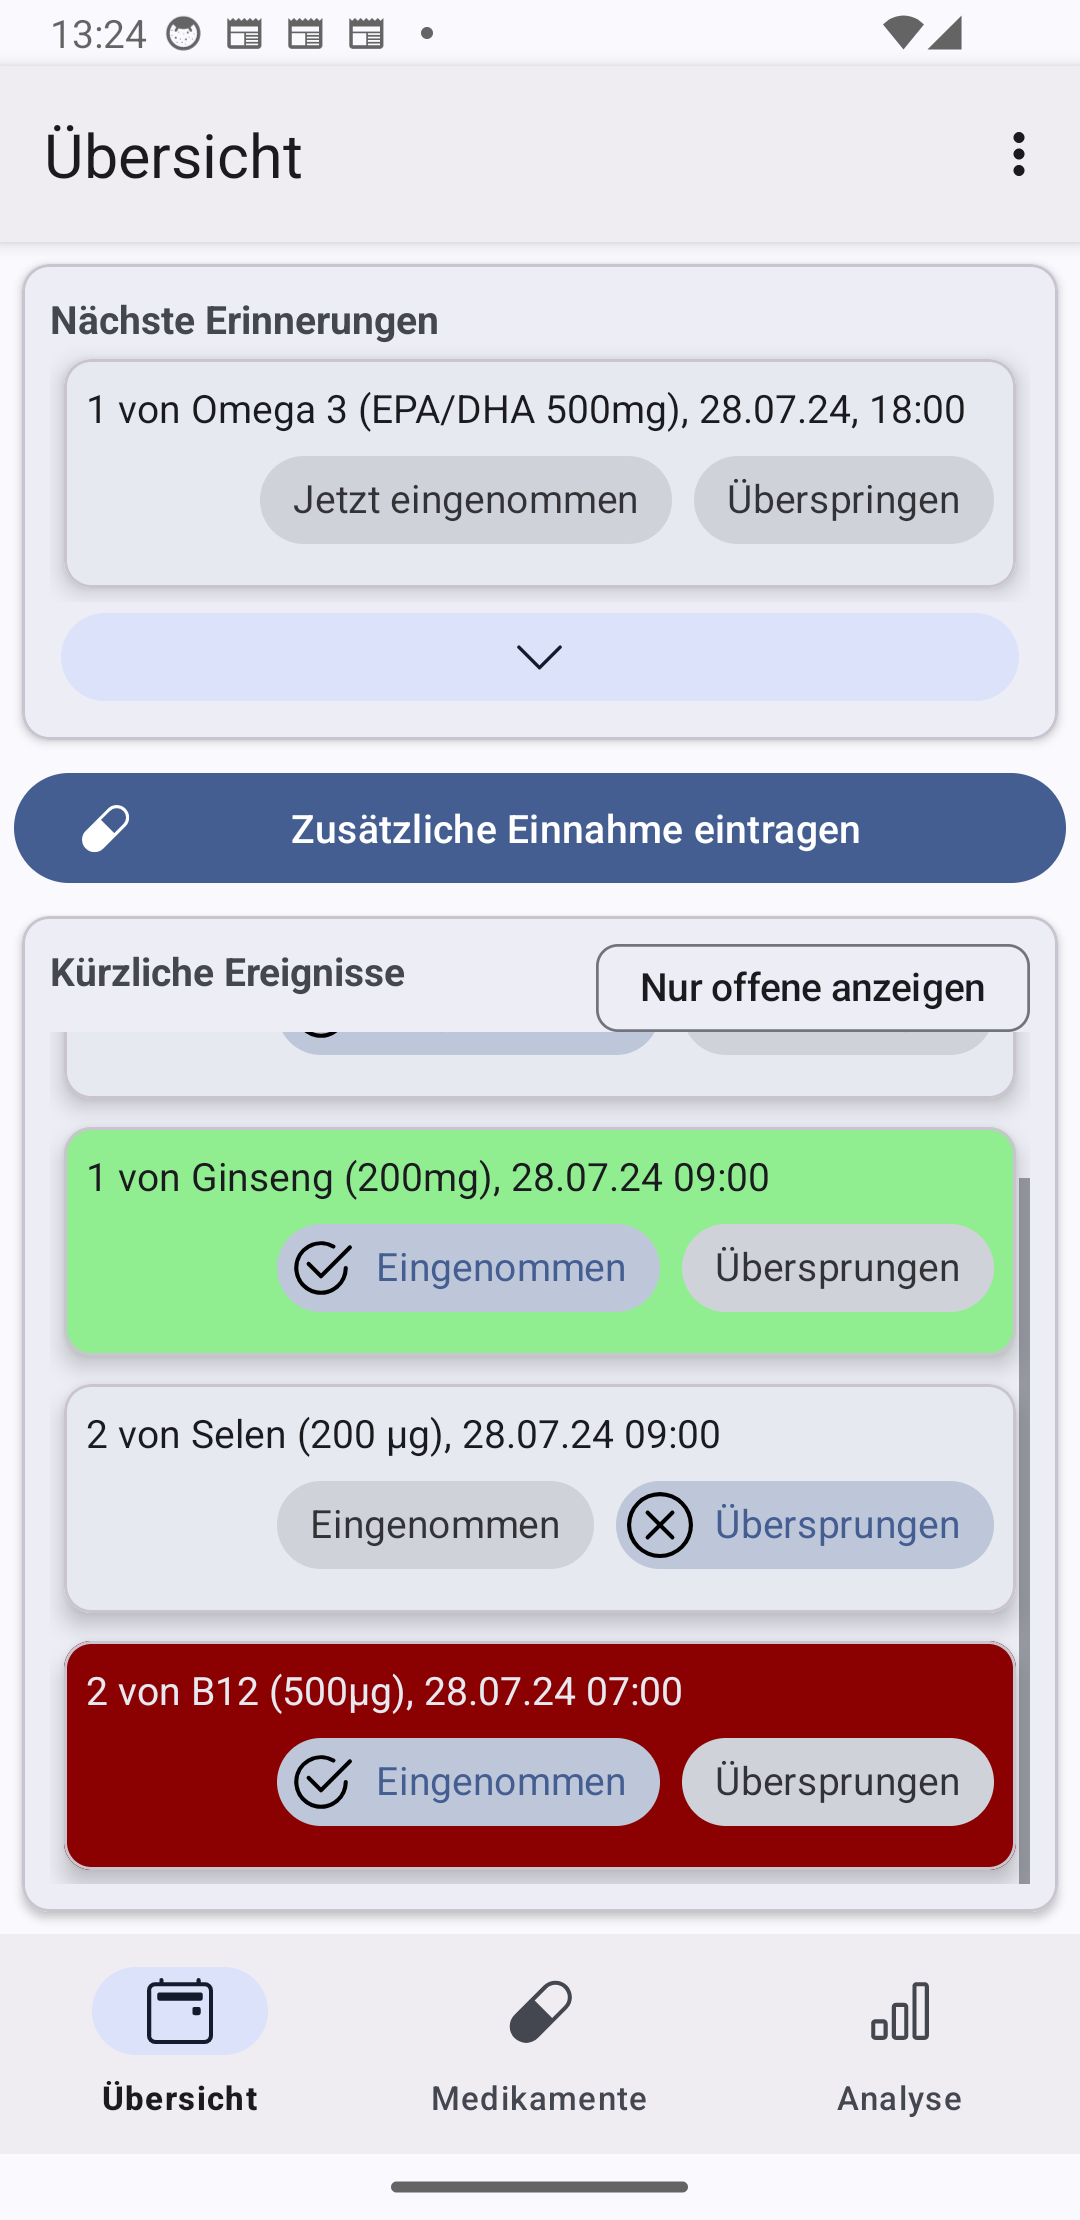 13:24
Übersicht
Nächste Erinnerungen
1 von Omega 3 (EPA/DHA 500mg), 28.07.24, 18:00
Jetzt eingenommen
Überspringen
Zusätzliche Einnahme eintragen
Kürzliche Ereignisse
Nur offene anzeigen
1 von Ginseng (200mg), 28.07.24 09:00
Eingenommen
Übersprungen
2 von Selen (200 µg), 28.07.24 09:00
Eingenommen
Übersprungen
2 von B12 (500µg), 28.07.24 07:00
Eingenommen
Übersprungen
Übersicht
Medikamente
Analyse